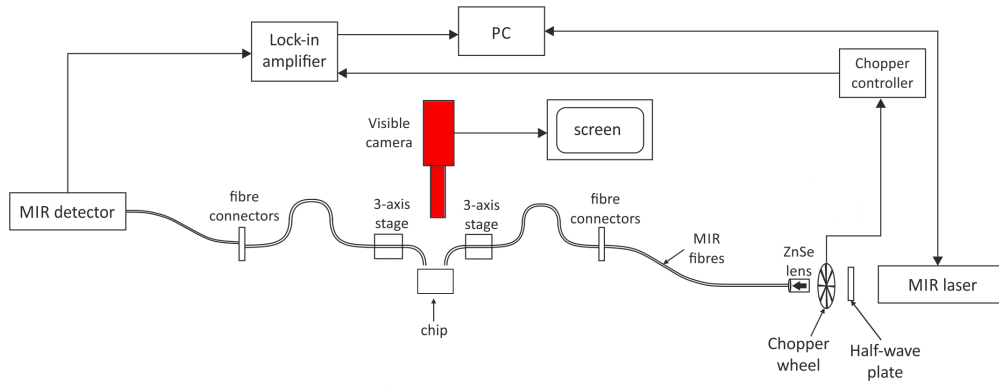 Lock-in
amplifier
PC
Chopper
controller
Visible
camera
screen
MIR detector
fibre
connectors
3-axis
stage
3-axis
stage
fibre
connectors
MIR
fibres
ZnSe
lens
MIR laser
chip
Chopper
wheel
Half-wave
plate